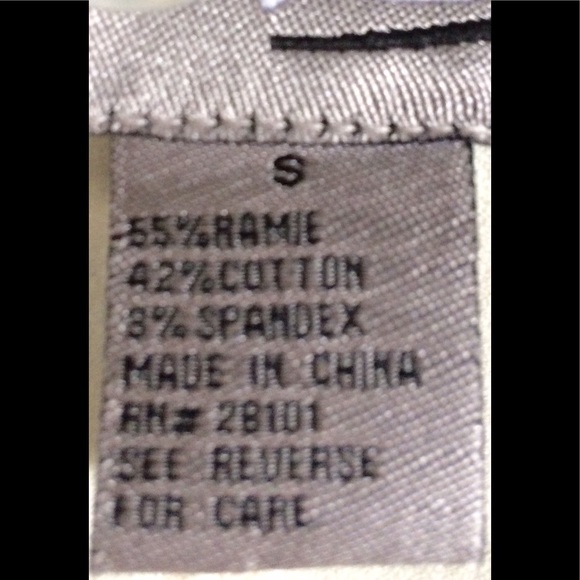 S
55%RAMIE
42%COTTON
3%SPANDEX
MADE IN CHINA
RN# 28101
SEE REVERSE
FOR CARE